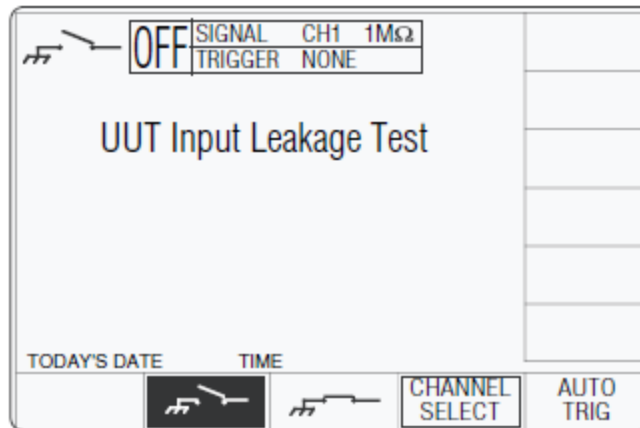 OFF SIGNAL CH1 1MΩ
TRIGGER NONE
UUT Input Leakage Test
TODAY'S DATE TIME
CHANNEL SELECT
AUTO TRIG